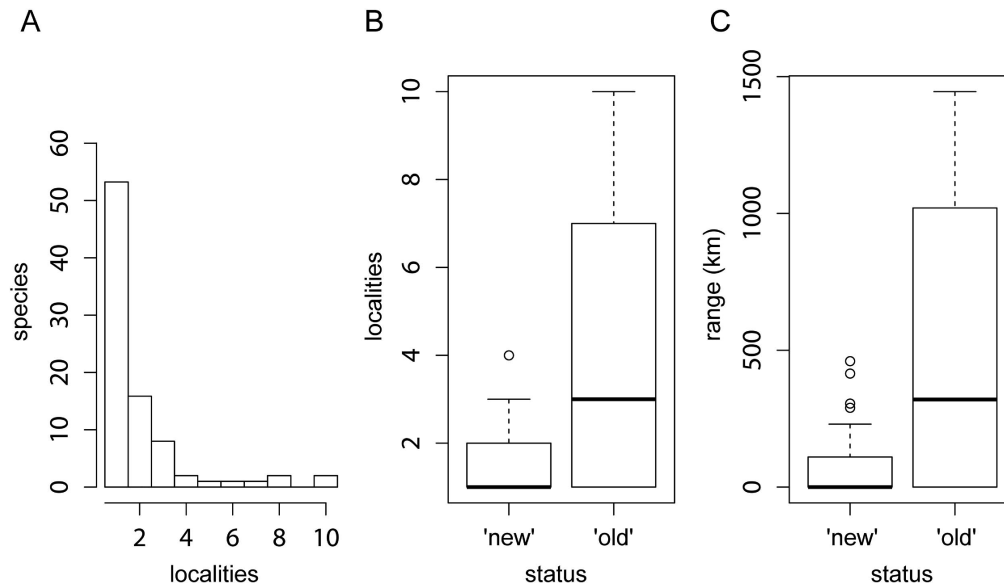 A
species
0 10 20 30 40 50 60
2 4 6 8 10
localities
B
localities
2 4 6 8 10
'new' 'old'
status
C
range (km)
0 500 1000 1500
'new' 'old'
status